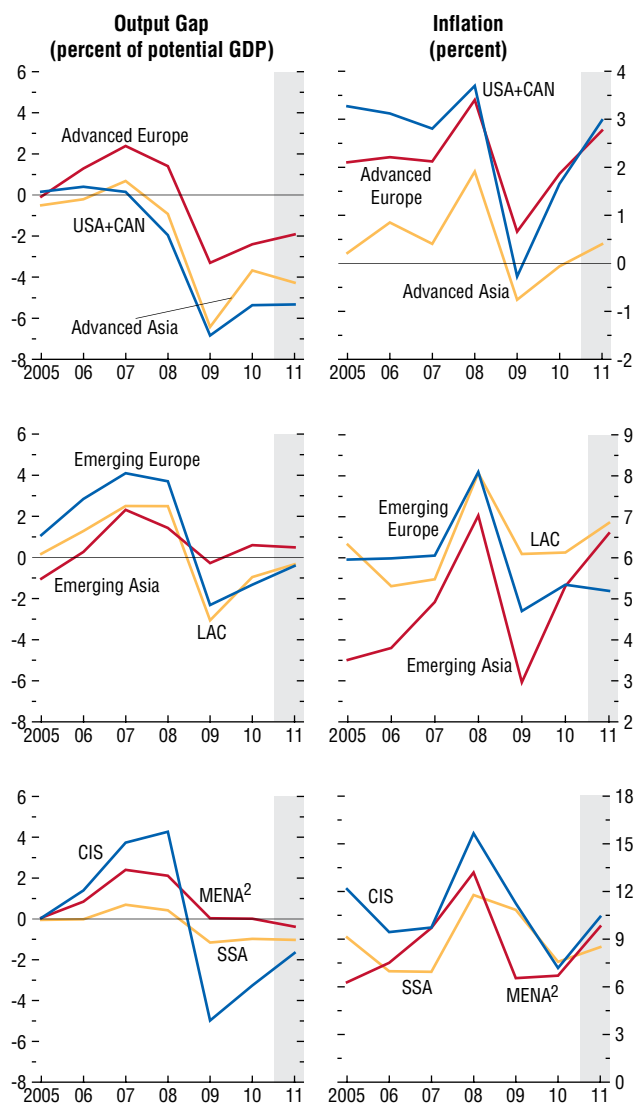 Output Gap
(percent of potential GDP)
6
4
2
0
-2
-4
-6
-8
Advanced Europe
USA+CAN
Advanced Asia
2005 06 07 08 09 10 11
Inflation
(percent)
4
3
2
1
0
-1
-2
USA+CAN
Advanced
Europe
Advanced Asia
2005 06 07 08 09 10 11
6
4
2
0
-2
-4
-6
-8
Emerging Europe
Emerging Asia
LAC
2005 06 07 08 09 10 11
9
8
7
6
5
4
3
2
Emerging
Europe
LAC
Emerging Asia
2005 06 07 08 09 10 11
6
4
2
0
-2
-4
-6
-8
CIS
MENA²
SSA
2005 06 07 08 09 10 11
18
15
12
9
6
3
0
CIS
SSA
MENA²
2005 06 07 08 09 10 11